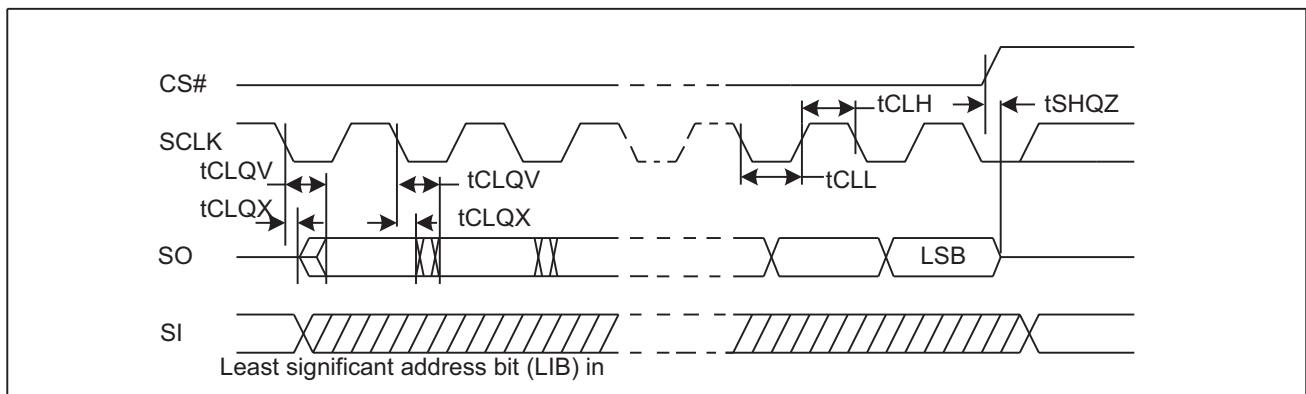 CS#
tCLH
tSHQZ
SCLK
tCLQV
tCLQV
tCLL
tCLQX
tCLQX
SO
LSB
SI
Least significant address bit (LIB) in